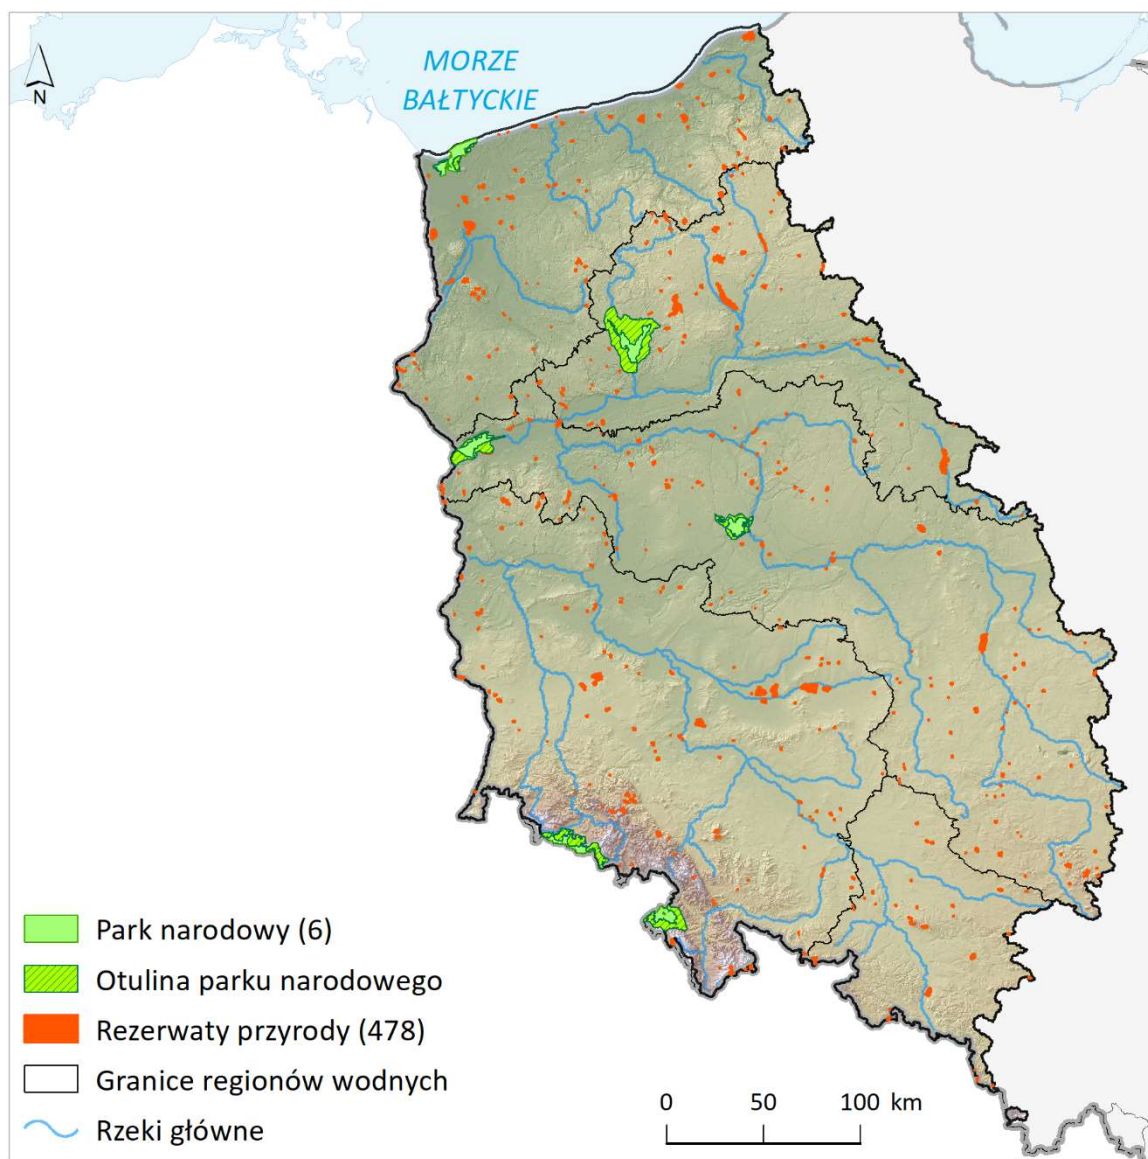 MORZE
BAŁTYCKIE
N
Park narodowy (6)
Otulina parku narodowego
Rezerwaty przyrody (478)
Granice regionów wodnych
Rzeki główne
0 50 100 km